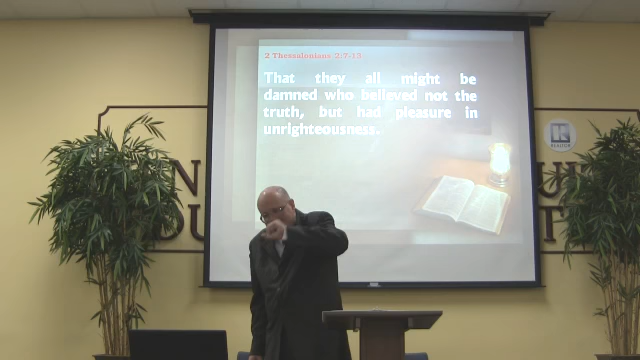 2 Thessalonians 2:7-13
That they all might be
damned who believed not the
truth, but had pleasure in
unrighteousness.
REALTOR